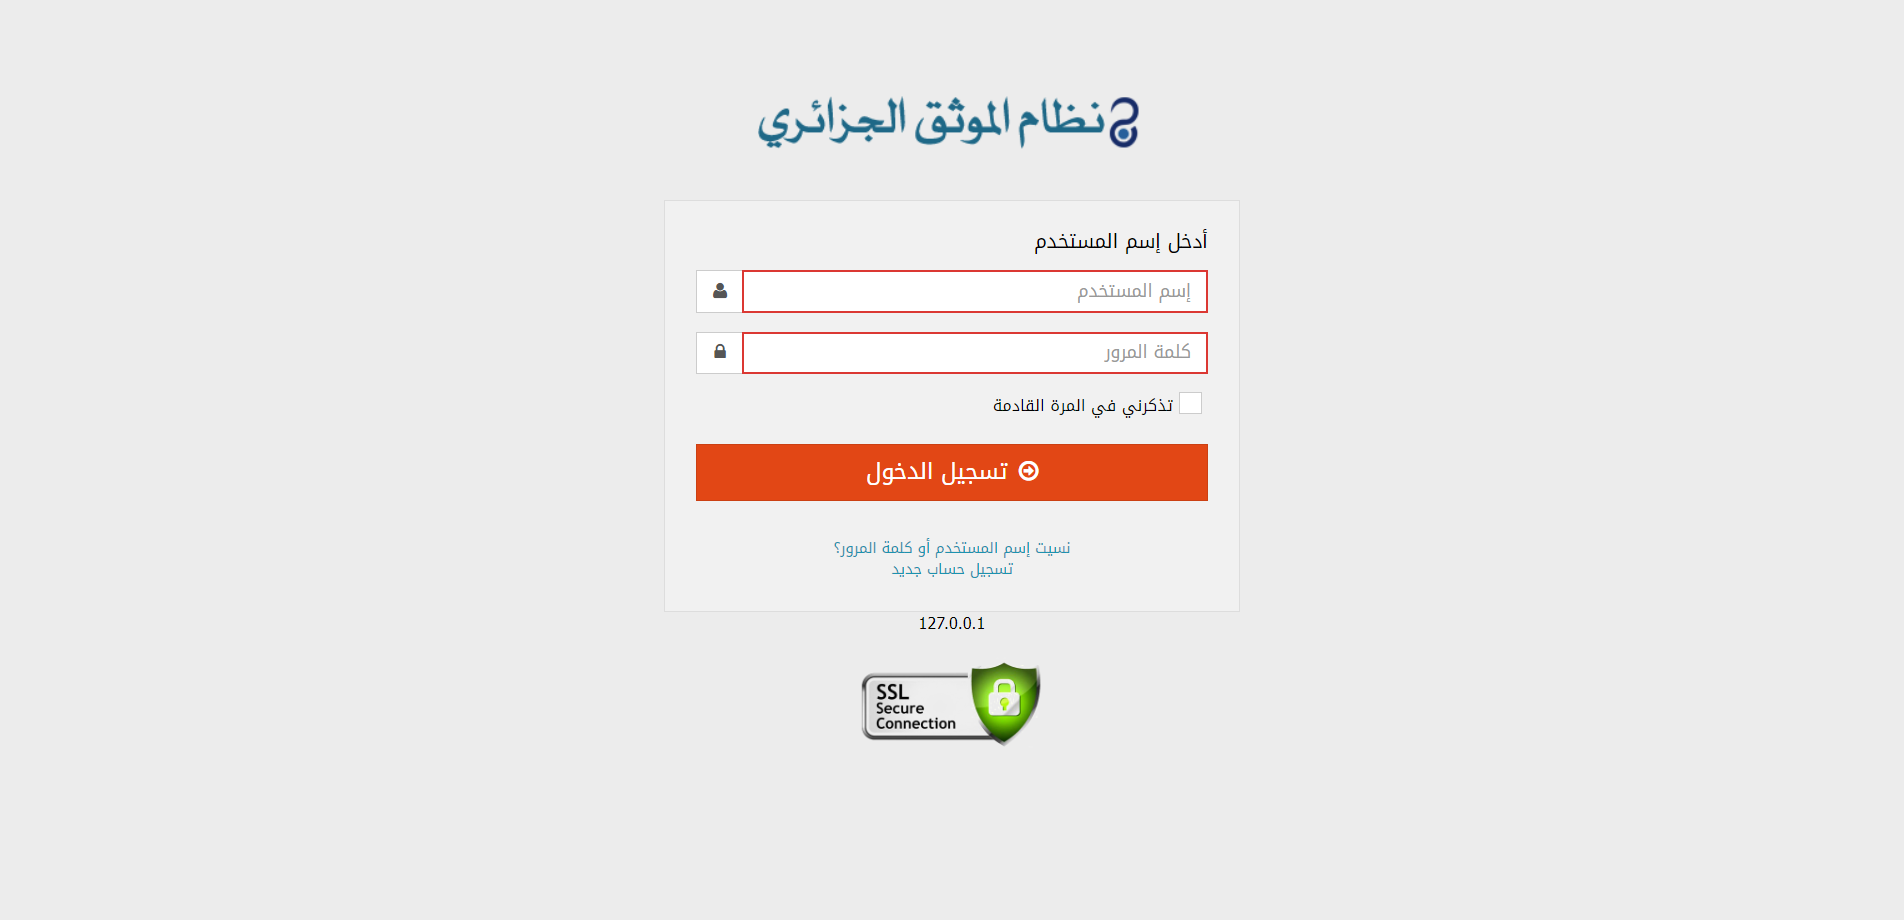 نظام الموثق الجزائري
أدخل إسم المستخدم
إسم المستخدم
كلمة المرور
تذكرني في المرة القادمة
تسجيل الدخول
نسيت إسم المستخدم أو كلمة المرور؟
تسجيل حساب جديد
127.0.0.1
SSL
Secure
Connection